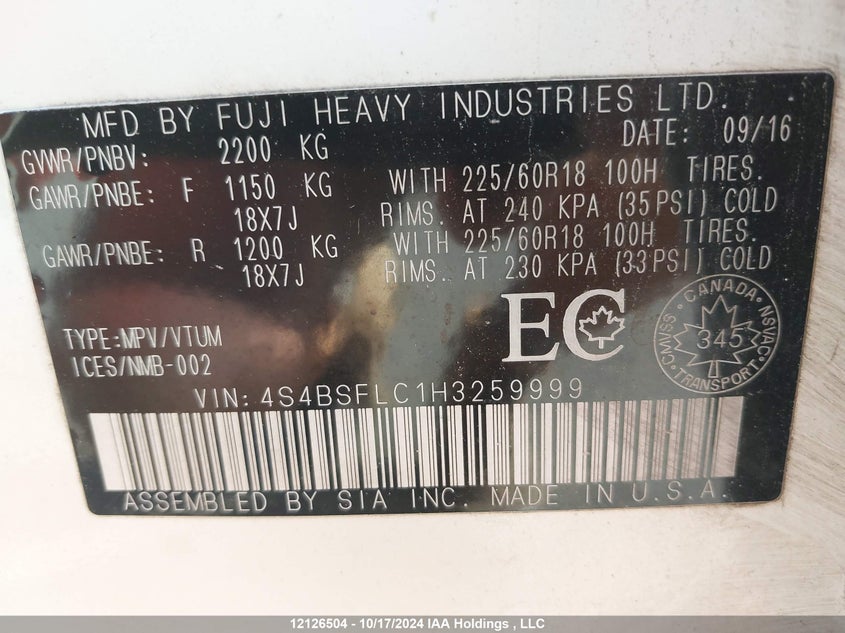 MFD BY FUJI HEAVY INDUSTRIES LTD.
DATE: 09/16
GVWR/PNBV: 2200 KG
GAWR/PNBE: F 1150 KG WITH 225/60R18 100H TIRES.
18X7J RIMS. AT 240 KPA (35PSI) COLD
GAWR/PNBE: R 1200 KG WITH 225/60R18 100H TIRES.
18X7J RIMS. AT 230 KPA (33PSI) COLD
EC
CANADA
CMVSS 345 NSVAC
TRANSPORT
TYPE:MPV/VTUM
ICES/NMB-002
VIN: 4S4BSFLC1H3259999
ASSEMBLED BY SIA INC. MADE IN U.S.A.
12126504 - 10/17/2024 IAA Holdings , LLC